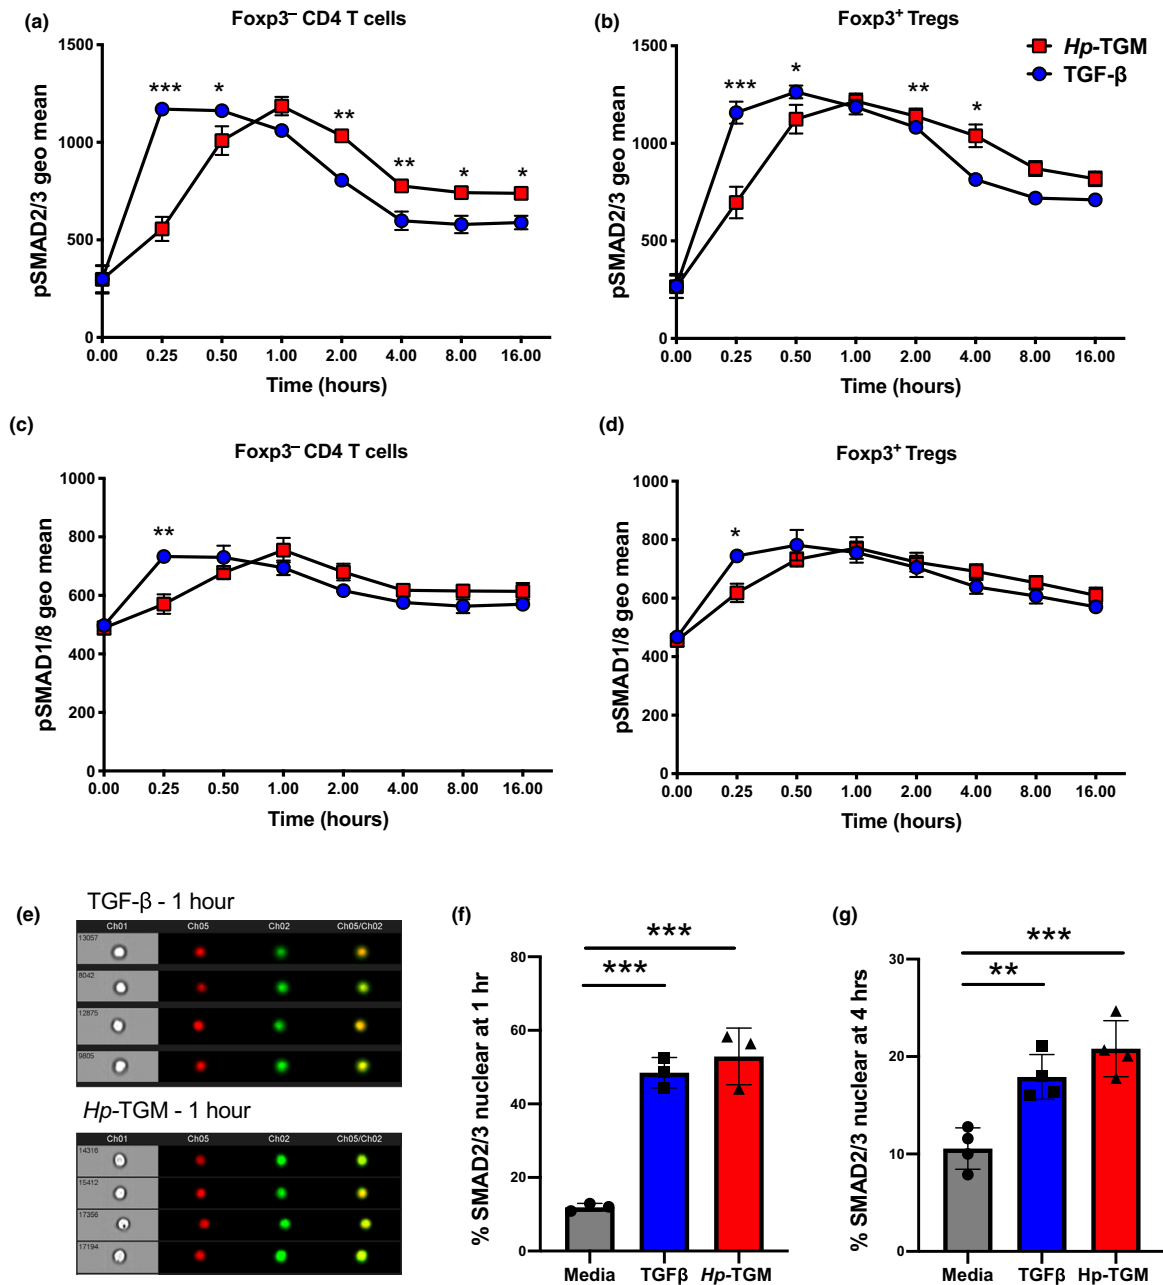 (a)
Foxp3⁻ CD4 T cells
pSMAD2/3 geo mean
1500
1000
500
0
*** * ** ** * *
0.00 0.25 0.50 1.00 2.00 4.00 8.00 16.00
Time (hours)
(b)
Foxp3⁺ Tregs
Hp-TGM
TGF-β
pSMAD2/3 geo mean
1500
1000
500
0
*** * ** *
0.00 0.25 0.50 1.00 2.00 4.00 8.00 16.00
Time (hours)
(c)
Foxp3⁻ CD4 T cells
pSMAD1/8 geo mean
1000
800
600
400
200
0
**
0.00 0.25 0.50 1.00 2.00 4.00 8.00 16.00
Time (hours)
(d)
Foxp3⁺ Tregs
pSMAD1/8 geo mean
1000
800
600
400
200
0
*
0.00 0.25 0.50 1.00 2.00 4.00 8.00 16.00
Time (hours)
(e)
TGF-β - 1 hour
Ch01 Ch05 Ch02 Ch05/Ch02
13057
8042
12875
9805
Hp-TGM - 1 hour
Ch01 Ch05 Ch02 Ch05/Ch02
14316
15412
17356
17194
(f)
% SMAD2/3 nuclear at 1 hr
80
60
40
20
0
***
***
Media TGFβ Hp-TGM
(g)
% SMAD2/3 nuclear at 4 hrs
30
20
10
0
***
**
Media TGFβ Hp-TGM